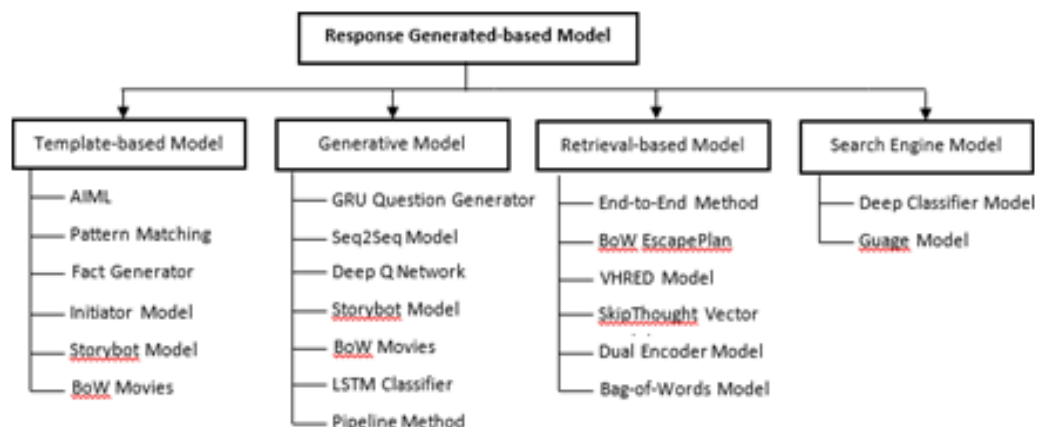 Response Generated-based Model
Template-based Model
AIML
Pattern Matching
Fact Generator
Initiator Model
Storybot Model
BoW Movies
Generative Model
GRU Question Generator
Seq2Seq Model
Deep Q Network
Storybot Model
BoW Movies
LSTM Classifier
Pipeline Method
Retrieval-based Model
End-to-End Method
BoW EscapePlan
VHRED Model
SkipThought Vector
Dual Encoder Model
Bag-of-Words Model
Search Engine Model
Deep Classifier Model
Guage Model